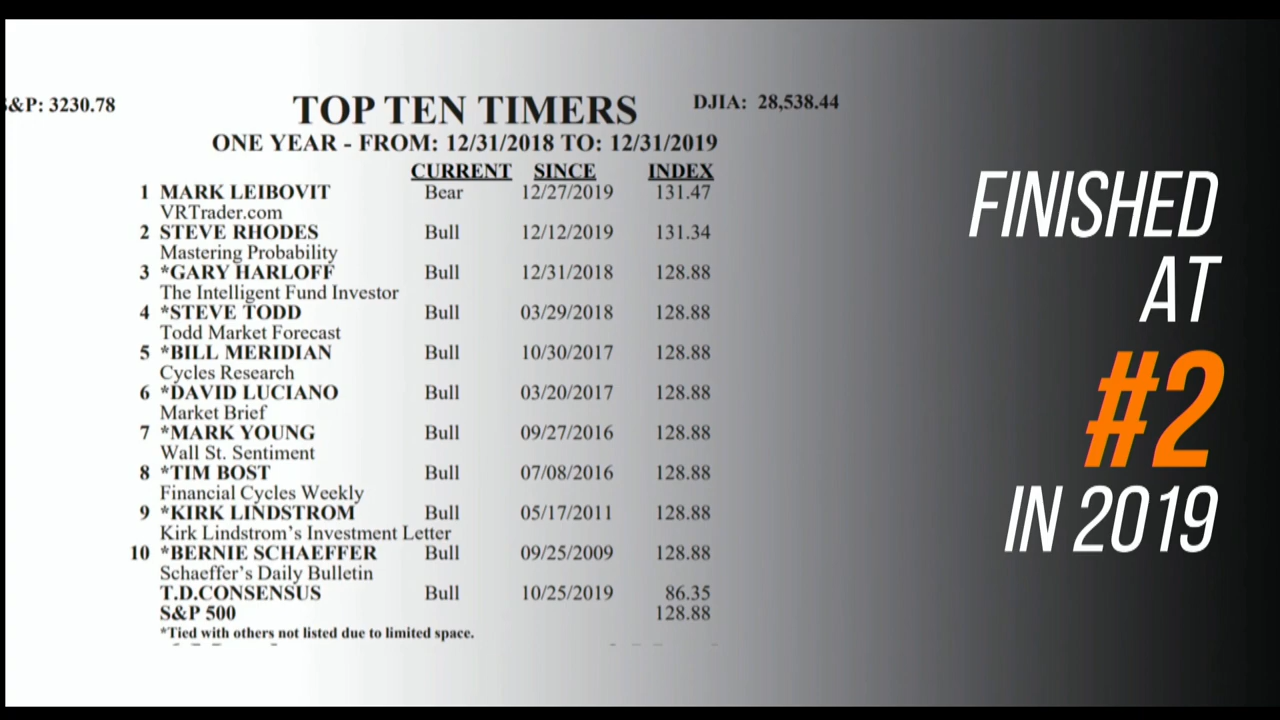 &P: 3230.78
TOP TEN TIMERS
DJIA: 28,538.44
ONE YEAR - FROM: 12/31/2018 TO: 12/31/2019
CURRENT SINCE INDEX
1 MARK LEIBOVIT Bear 12/27/2019 131.47
VRTrader.com
2 STEVE RHODES Bull 12/12/2019 131.34
Mastering Probability
3 *GARY HARLOFF Bull 12/31/2018 128.88
The Intelligent Fund Investor
4 *STEVE TODD Bull 03/29/2018 128.88
Todd Market Forecast
5 *BILL MERIDIAN Bull 10/30/2017 128.88
Cycles Research
6 *DAVID LUCIANO Bull 03/20/2017 128.88
Market Brief
7 *MARK YOUNG Bull 09/27/2016 128.88
Wall St. Sentiment
8 *TIM BOST Bull 07/08/2016 128.88
Financial Cycles Weekly
9 *KIRK LINDSTROM Bull 05/17/2011 128.88
Kirk Lindstrom's Investment Letter
10 *BERNIE SCHAEFFER Bull 09/25/2009 128.88
Schaeffer's Daily Bulletin
T.D.CONSENSUS Bull 10/25/2019 86.35
S&P 500 128.88
*Tied with others not listed due to limited space.
FINISHED
AT
#2
IN 2019